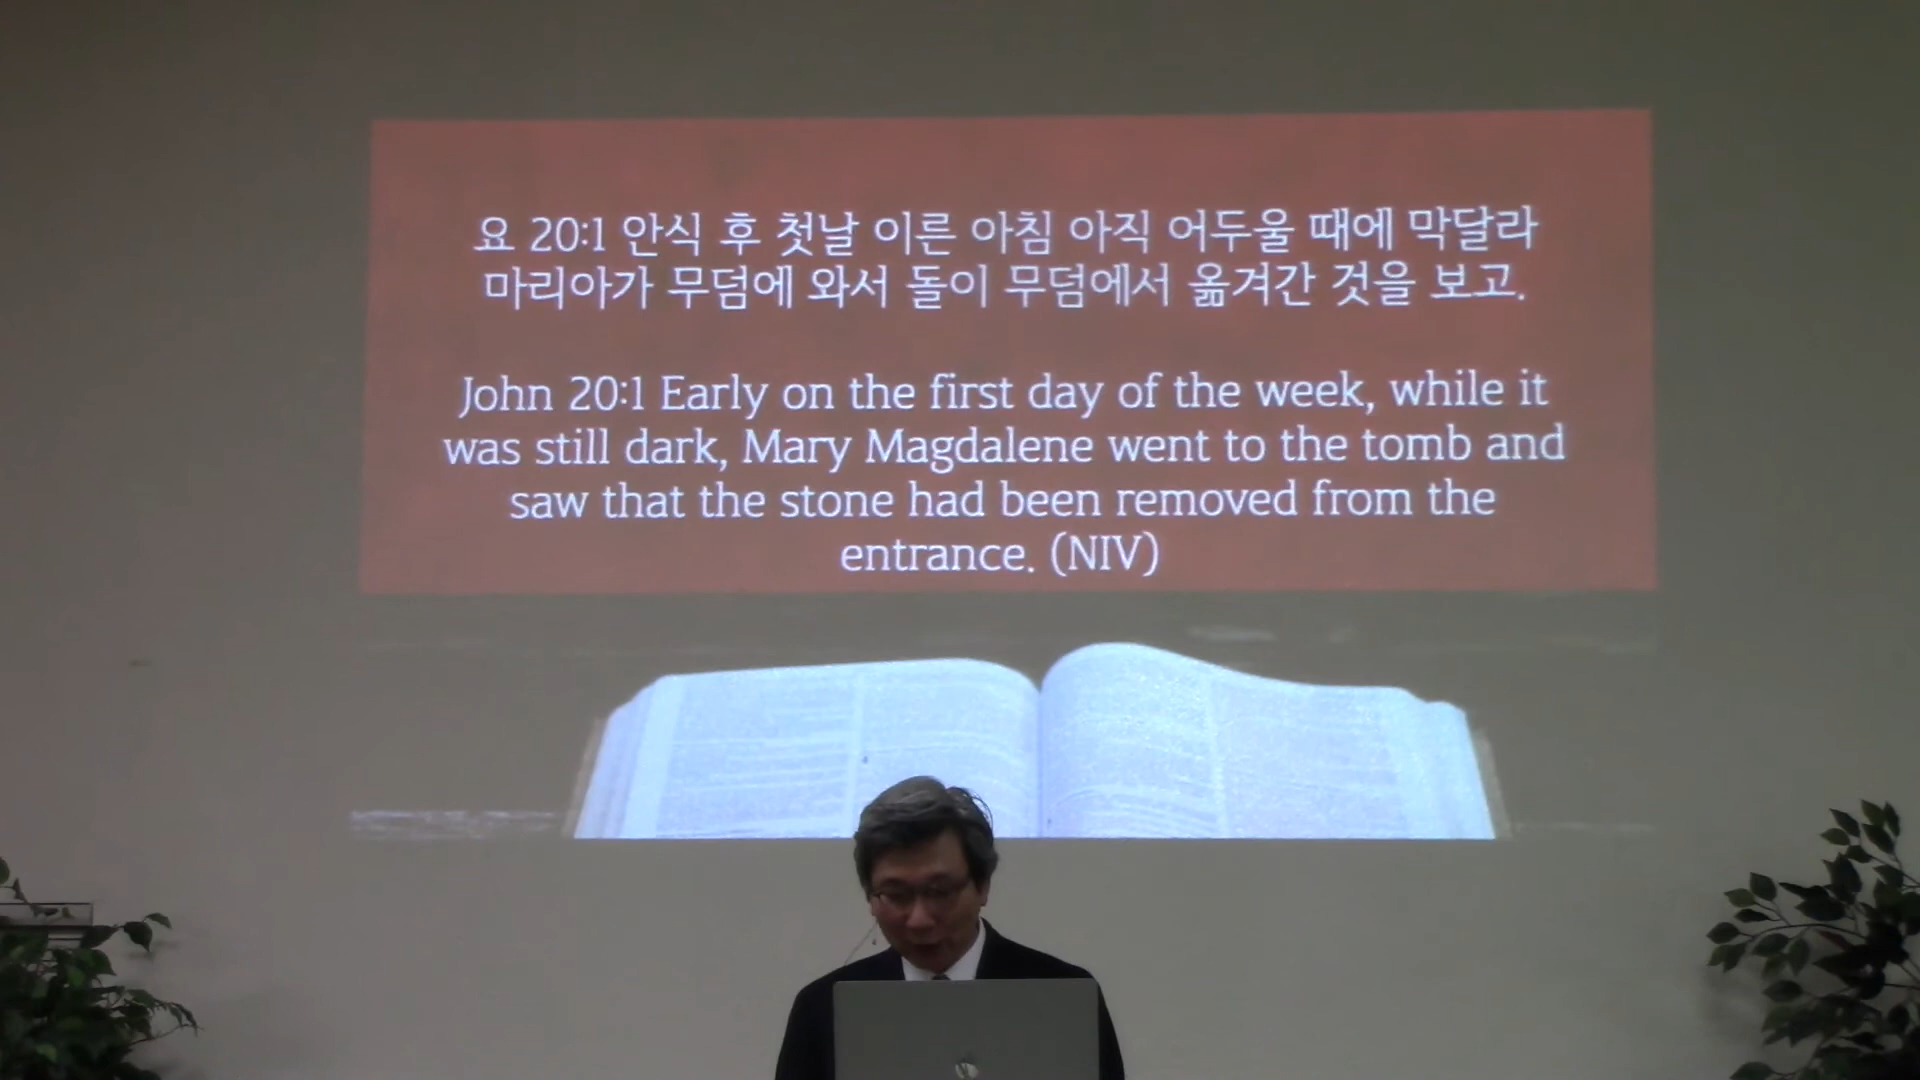 요 20:1 안식 후 첫날 이른 아침 아직 어두울 때에 막달라
마리아가 무덤에 와서 돌이 무덤에서 옮겨간 것을 보고.
John 20:1 Early on the first day of the week, while it
was still dark, Mary Magdalene went to the tomb and
saw that the stone had been removed from the
entrance. (NIV)